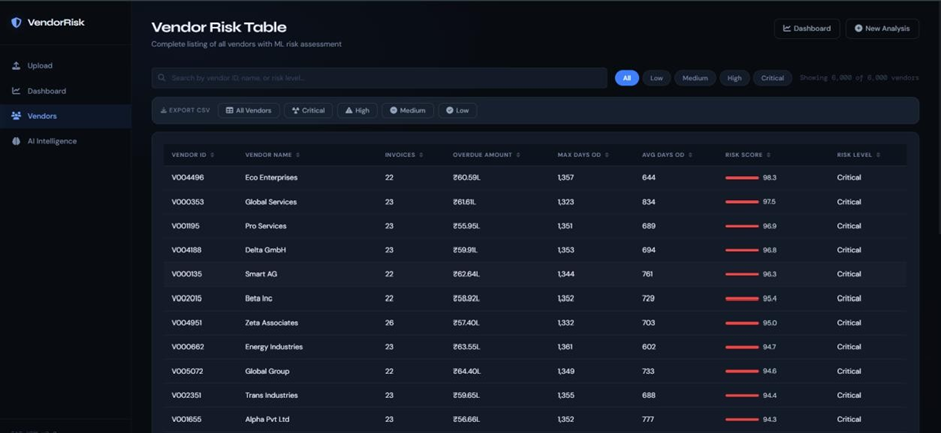 VendorRisk
Upload
Dashboard
Vendors
AI Intelligence
Vendor Risk Table
Complete listing of all vendors with ML risk assessment
Dashboard
New Analysis
Search by vendor ID, name, or risk level...
All Low Medium High Critical
Showing 6,000 of 6,000 vendors
EXPORT CSV All Vendors Critical High Medium Low
VENDOR ID VENDOR NAME INVOICES OVERDUE AMOUNT MAX DAYS OD AVG DAYS OD RISK SCORE RISK LEVEL
V004496 Eco Enterprises 22 ₹60.59L 1,357 644 98.3 Critical
V000353 Global Services 23 ₹61.61L 1,323 834 97.5 Critical
V001195 Pro Services 23 ₹55.95L 1,351 689 96.9 Critical
V004188 Delta GmbH 23 ₹59.91L 1,353 694 96.8 Critical
V000135 Smart AG 22 ₹62.64L 1,344 761 96.3 Critical
V002015 Beta Inc 22 ₹58.92L 1,352 729 95.4 Critical
V004951 Zeta Associates 26 ₹57.40L 1,332 703 95.0 Critical
V000662 Energy Industries 23 ₹63.55L 1,361 602 94.7 Critical
V005072 Global Group 22 ₹64.40L 1,349 733 94.6 Critical
V002351 Trans Industries 23 ₹59.65L 1,355 688 94.4 Critical
V001655 Alpha Pvt Ltd 23 ₹56.66L 1,352 777 94.3 Critical